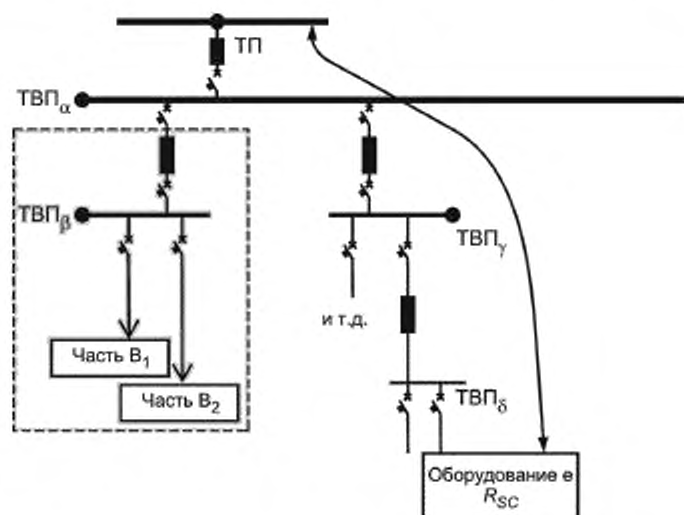 ТП
ТВПα
ТВПβ
ТВПγ
и т.д.
Часть В1
Часть В2
ТВПδ
Оборудование е
RSC